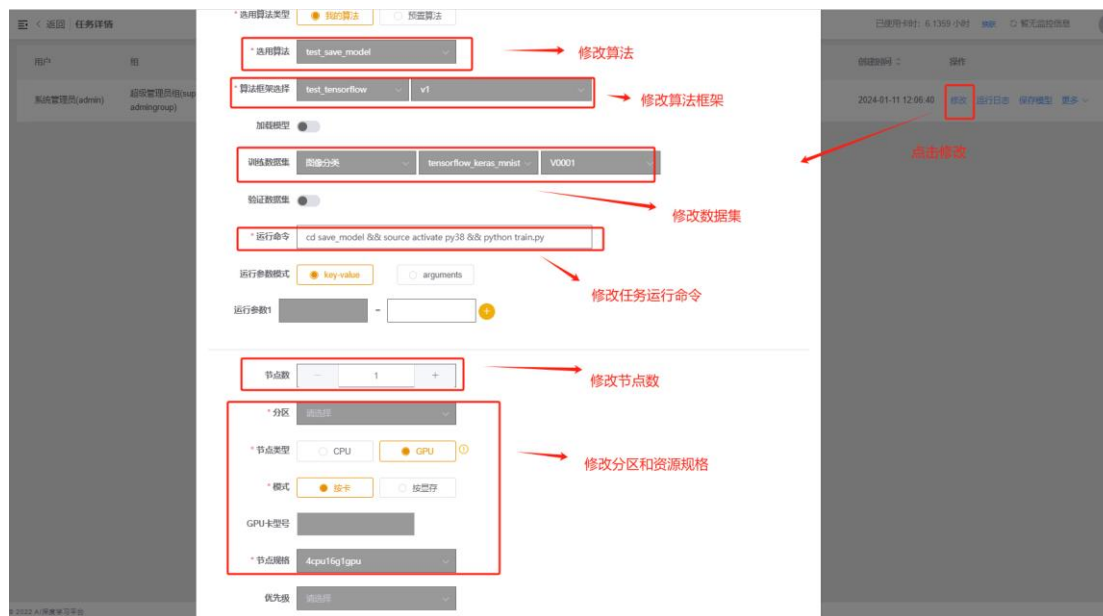 * 选用算法类型 我的算法 预置算法
< 返回 任务详情 已使用卡时: 6.1359 小时 暂无监控信息
* 选用算法 test_save_model 修改算法
用户 组 创建时间 操作
* 算法框架选择 test_tensorflow v1 修改算法框架
系统管理员(admin) 超级管理员组(sup 2024-01-11 12:06:40 修改 运行日志 保存模型 更多
admingroup)
加载模型
点击修改
训练数据集 图像分类 tensorflow_keras_mnist V0001
验证数据集
修改数据集
* 运行命令 cd save_model && source activate py38 && python train.py
运行参数模式 key-value arguments
修改任务运行命令
运行参数1 = +
节点数 − 1 + 修改节点数
* 分区 请选择
* 节点类型 CPU GPU
修改分区和资源规格
* 模式 按卡 按显存
GPU卡型号
* 节点规格 4cpu16g1gpu
优先级 请选择
© 2022 AI深度学习平台